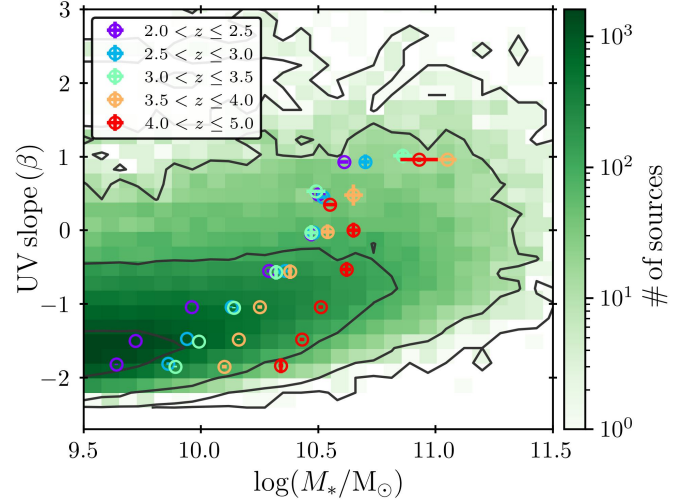 3
2
1
0
−1
−2
UV slope (β)
2.0 < z ≤ 2.5
2.5 < z ≤ 3.0
3.0 < z ≤ 3.5
3.5 < z ≤ 4.0
4.0 < z ≤ 5.0
9.5 10.0 10.5 11.0 11.5
log(M*/M⊙)
10³
10²
10¹
10⁰
# of sources